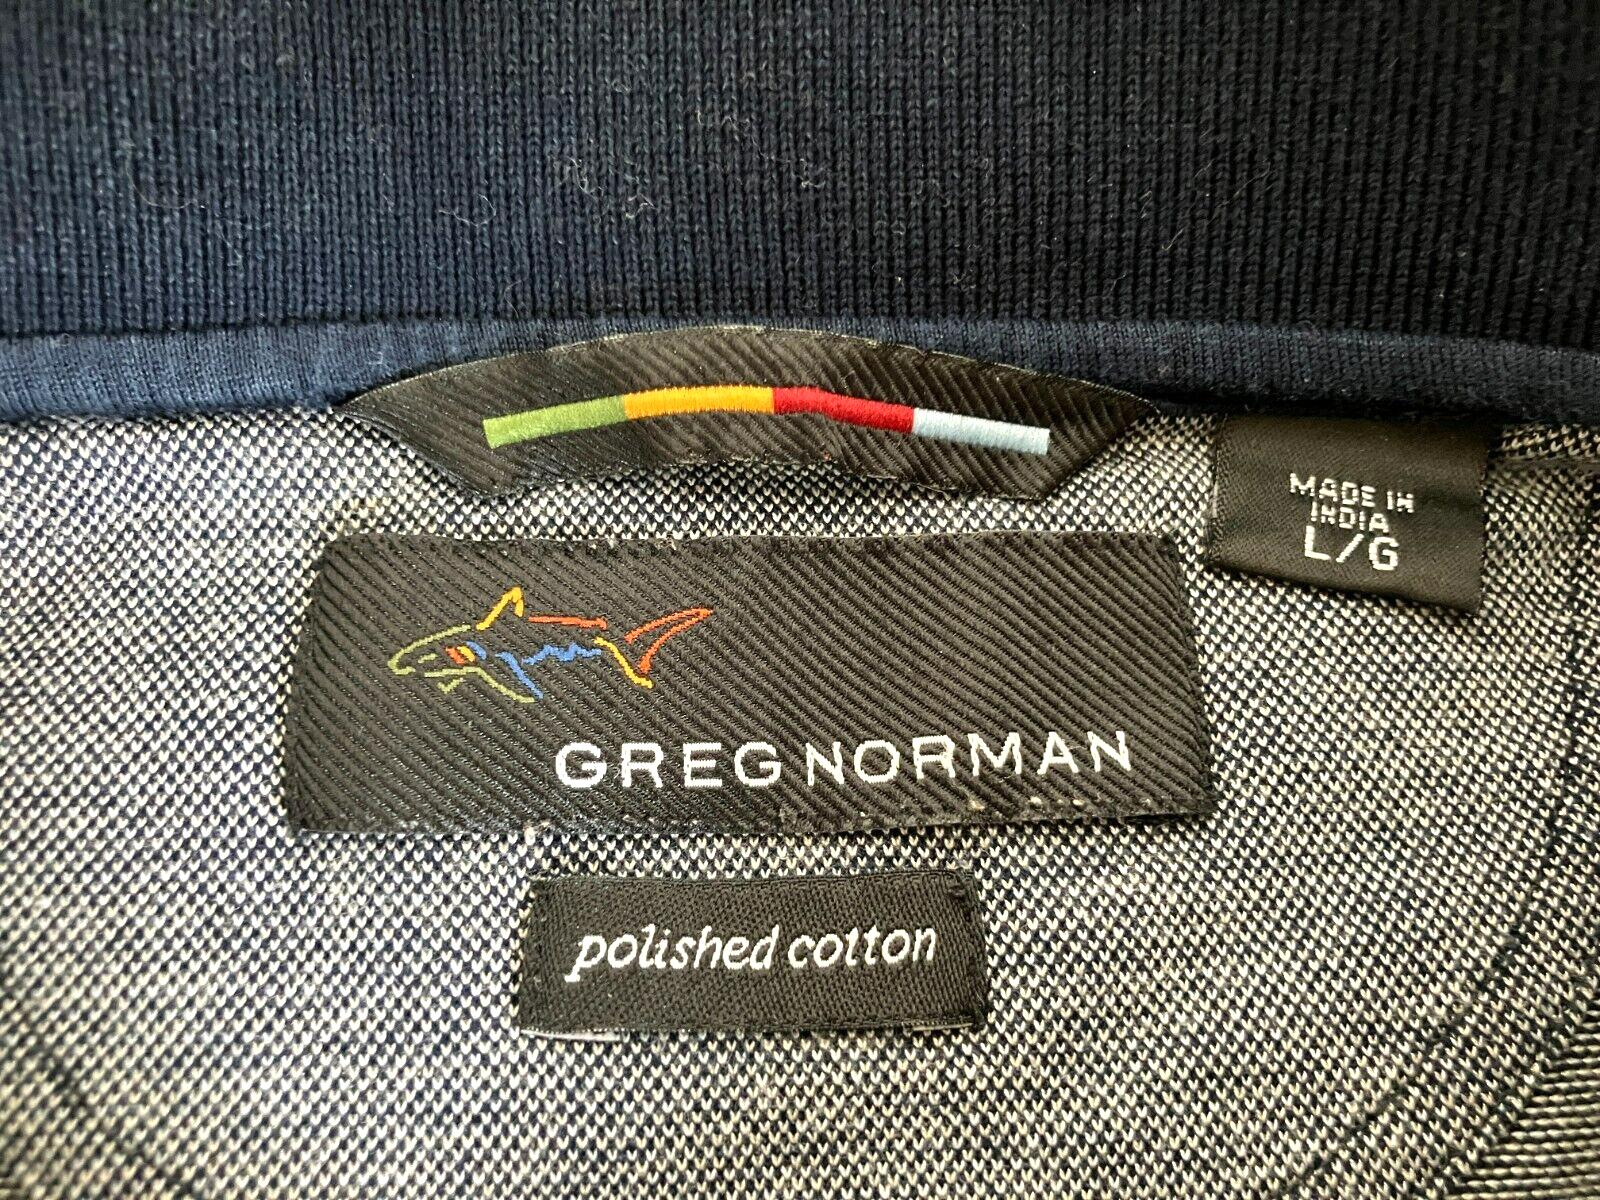 MADE IN
INDIA
L/G
GREG NORMAN
polished cotton